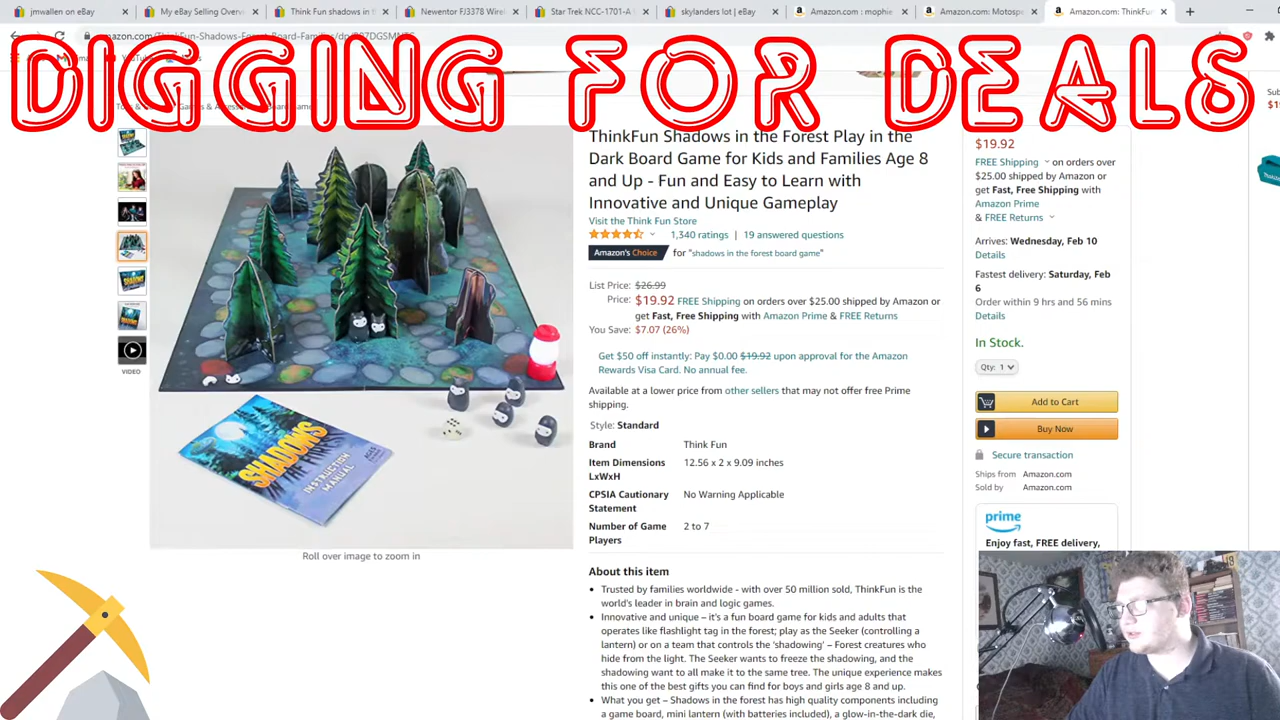 jmwallen on eBay
My eBay Selling Overv
Think Fun shadows in th
Newentor FJ3378 Wirel
Star Trek NCC-1701-A
skylanders lot | eBay
Amazon.com : mophie
Amazon.com: Motospo
Amazon.com: ThinkFun
DIGGING FOR DEALS
ThinkFun Shadows in the Forest Play in the
Dark Board Game for Kids and Families Age 8
and Up - Fun and Easy to Learn with
Innovative and Unique Gameplay
Visit the Think Fun Store
1,340 ratings | 19 answered questions
Amazon's Choice for "shadows in the forest board game"
List Price: $26.99
Price: $19.92 FREE Shipping on orders over $25.00 shipped by Amazon or
get Fast, Free Shipping with Amazon Prime & FREE Returns
You Save: $7.07 (26%)
Get $50 off instantly: Pay $0.00 $19.92 upon approval for the Amazon
Rewards Visa Card. No annual fee.
Available at a lower price from other sellers that may not offer free Prime
shipping.
Style: Standard
Brand Think Fun
Item Dimensions 12.56 x 2 x 9.09 inches
LxWxH
CPSIA Cautionary No Warning Applicable
Statement
Number of Game 2 to 7
Players
About this item
Trusted by families worldwide - with over 50 million sold, ThinkFun is the
world's leader in brain and logic games.
Innovative and unique – it's a fun board game for kids and adults that
operates like flashlight tag in the forest; play as the Seeker (controlling a
lantern) or on a team that controls the 'shadowing' – Forest creatures who
hide from the light. The Seeker wants to freeze the shadowing, and the
shadowing want to all make it to the same tree. The unique experience makes
this one of the best gifts you can find for boys and girls age 8 and up.
What you get – Shadows in the forest has high quality components including
a game board, mini lantern (with batteries included), a glow-in-the-dark die,
$19.92
FREE Shipping on orders over
$25.00 shipped by Amazon or
get Fast, Free Shipping with
Amazon Prime
& FREE Returns
Arrives: Wednesday, Feb 10
Details
Fastest delivery: Saturday, Feb
6
Order within 9 hrs and 56 mins
Details
In Stock.
Qty: 1
Add to Cart
Buy Now
Secure transaction
Ships from Amazon.com
Sold by Amazon.com
prime
Enjoy fast, FREE delivery,
VIDEO
SHADOWS
IN THE FOREST
INSTRUCTION
MANUAL
Roll over image to zoom in